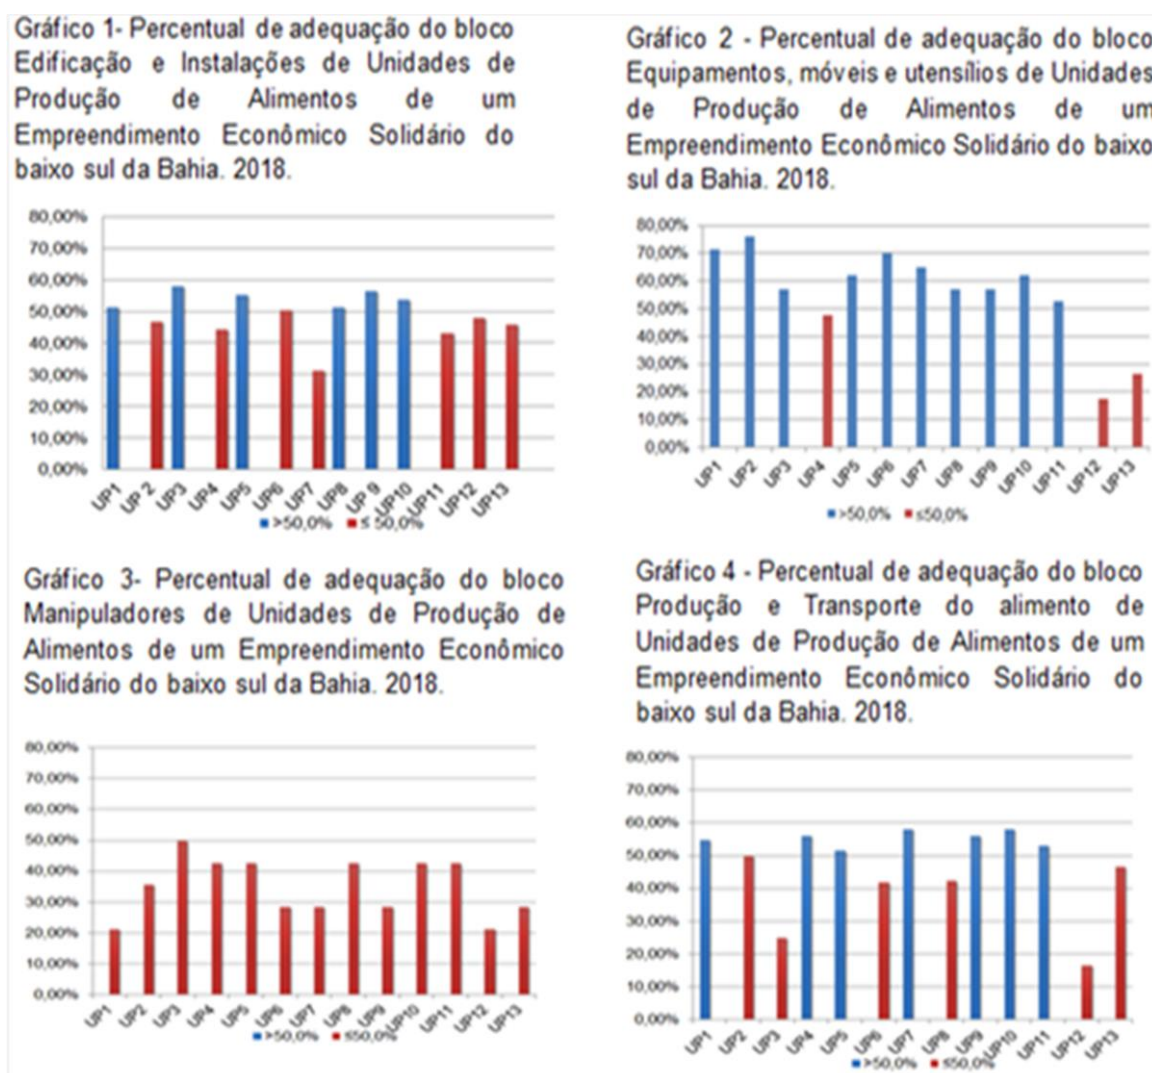 Gráfico 1- Percentual de adequação do bloco
Edificação e Instalações de Unidades de
Produção de Alimentos de um
Empreendimento Econômico Solidário do
baixo sul da Bahia. 2018.
80,00%
70,00%
60,00%
50,00%
40,00%
30,00%
20,00%
10,00%
0,00%
UP1 UP 2 UP3 UP4 UP5 UP6 UP7 UP8 UP 9 UP10 UP11 UP12 UP13
>50,0% ≤ 50,0%
Gráfico 2 - Percentual de adequação do bloco
Equipamentos, móveis e utensílios de Unidades
de Produção de Alimentos de um
Empreendimento Econômico Solidário do baixo
sul da Bahia. 2018.
80,00%
70,00%
60,00%
50,00%
40,00%
30,00%
20,00%
10,00%
0,00%
UP1 UP2 UP3 UP4 UP5 UP6 UP7 UP8 UP9 UP10 UP11 UP12 UP13
>50,0% ≤50,0%
Gráfico 3- Percentual de adequação do bloco
Manipuladores de Unidades de Produção de
Alimentos de um Empreendimento Econômico
Solidário do baixo sul da Bahia. 2018.
80,00%
70,00%
60,00%
50,00%
40,00%
30,00%
20,00%
10,00%
0,00%
UP1 UP2 UP3 UP4 UP5 UP6 UP7 UP8 UP9 UP10 UP11 UP12 UP13
>50,0% ≤50,0%
Gráfico 4 - Percentual de adequação do bloco
Produção e Transporte do alimento de
Unidades de Produção de Alimentos de um
Empreendimento Econômico Solidário do
baixo sul da Bahia. 2018.
80,00%
70,00%
60,00%
50,00%
40,00%
30,00%
20,00%
10,00%
0,00%
UP1 UP2 UP3 UP4 UP5 UP6 UP7 UP8 UP9 UP10 UP11 UP12 UP13
>50,0% ≤50,0%